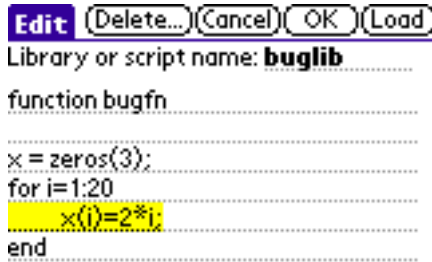 Edit (Delete...) (Cancel) (OK) (Load)
Library or script name: buglib
function bugfn
x = zeros(3);
for i=1:20
x(i)=2*i;
end